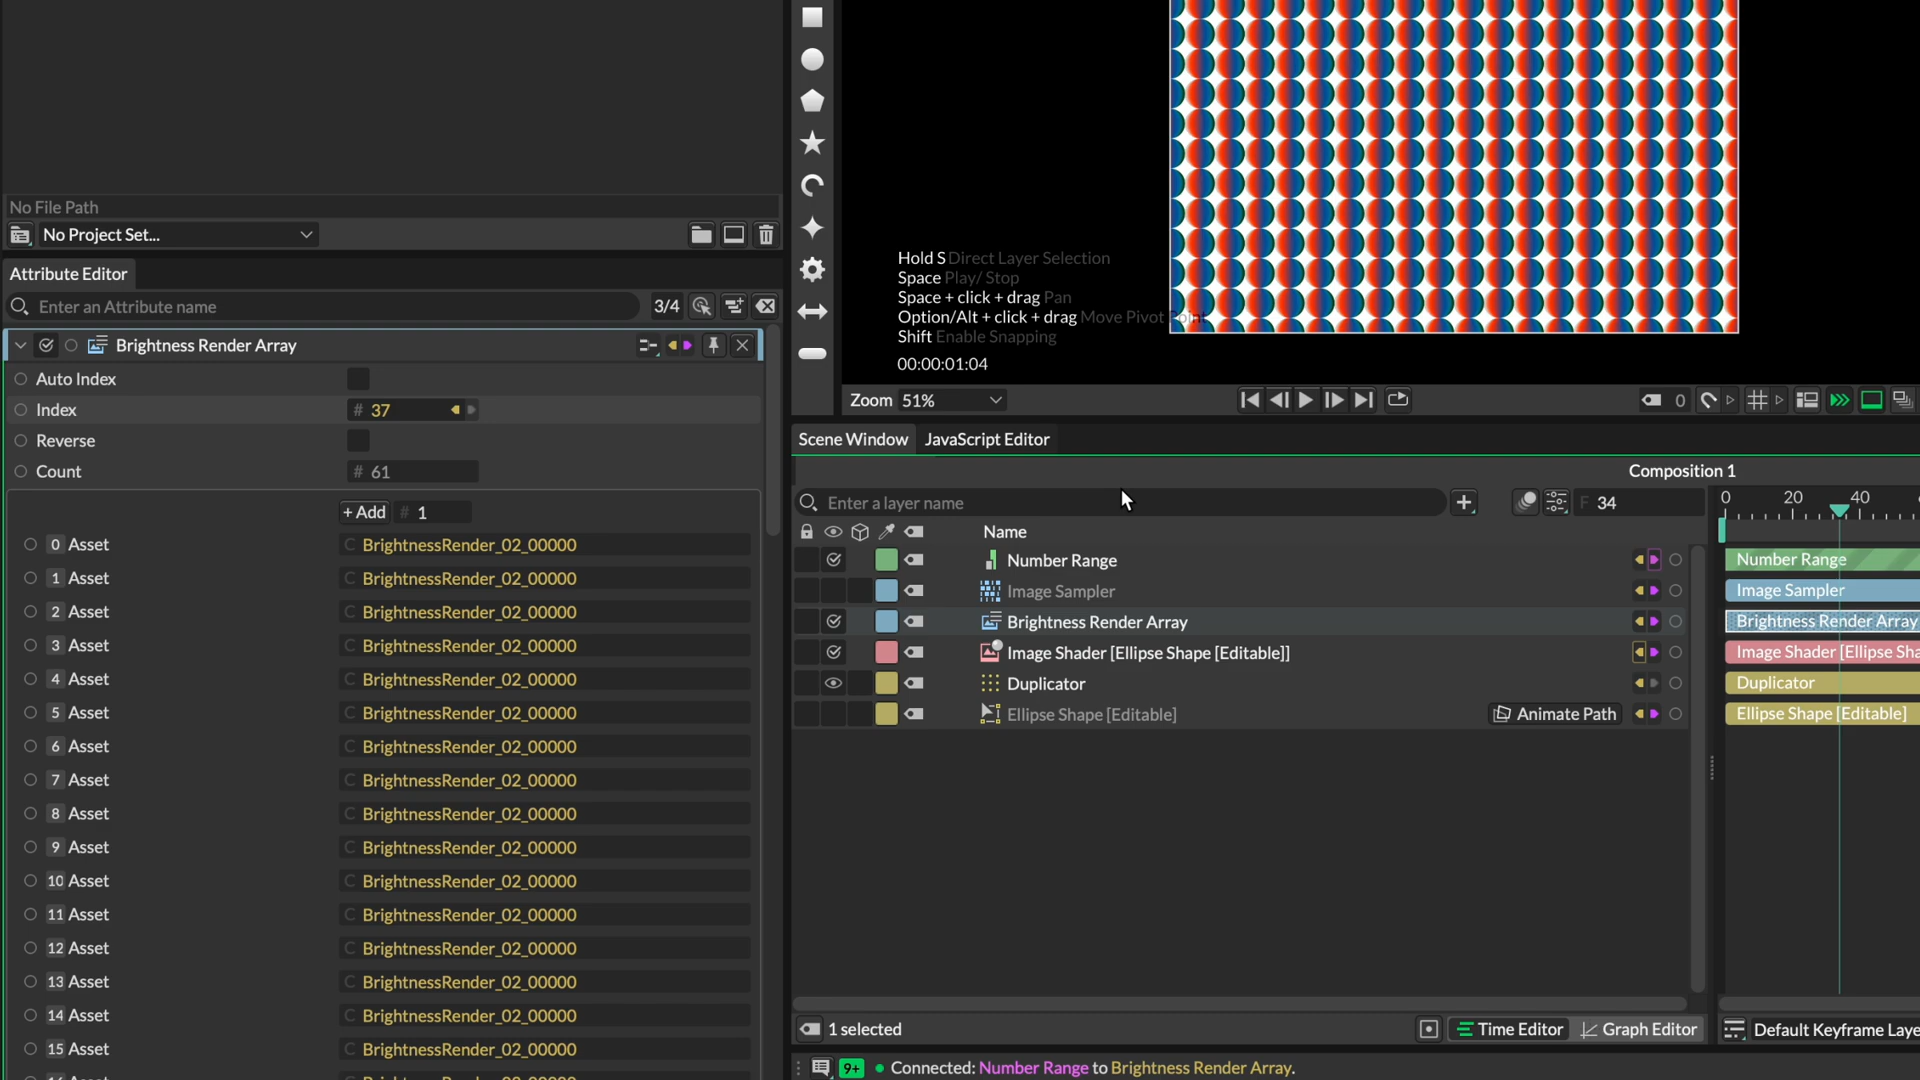 No File Path
No Project Set...
Attribute Editor
Enter an Attribute name
3/4
Brightness Render Array
Auto Index
Index
# 37
Reverse
Count
# 61
+ Add
# 1
0 Asset
C BrightnessRender_02_00000
1 Asset
C BrightnessRender_02_00000
2 Asset
C BrightnessRender_02_00000
3 Asset
C BrightnessRender_02_00000
4 Asset
C BrightnessRender_02_00000
5 Asset
C BrightnessRender_02_00000
6 Asset
C BrightnessRender_02_00000
7 Asset
C BrightnessRender_02_00000
8 Asset
C BrightnessRender_02_00000
9 Asset
C BrightnessRender_02_00000
10 Asset
C BrightnessRender_02_00000
11 Asset
C BrightnessRender_02_00000
12 Asset
C BrightnessRender_02_00000
13 Asset
C BrightnessRender_02_00000
14 Asset
C BrightnessRender_02_00000
15 Asset
C BrightnessRender_02_00000
Hold S Direct Layer Selection
Space Play/ Stop
Space + click + drag Pan
Option/Alt + click + drag Move Pivot Point
Shift Enable Snapping
00:00:01:04
Zoom 51%
0
Scene Window
JavaScript Editor
Composition 1
Enter a layer name
F 34
0 20 40
Name
Number Range
Image Sampler
Brightness Render Array
Image Shader [Ellipse Shape [Editable]]
Duplicator
Ellipse Shape [Editable]
Animate Path
Number Range
Image Sampler
Brightness Render Array
Image Shader [Ellipse Sha
Duplicator
Ellipse Shape [Editable]
1 selected
Time Editor
Graph Editor
Default Keyframe Laye
9+
Connected: Number Range to Brightness Render Array.